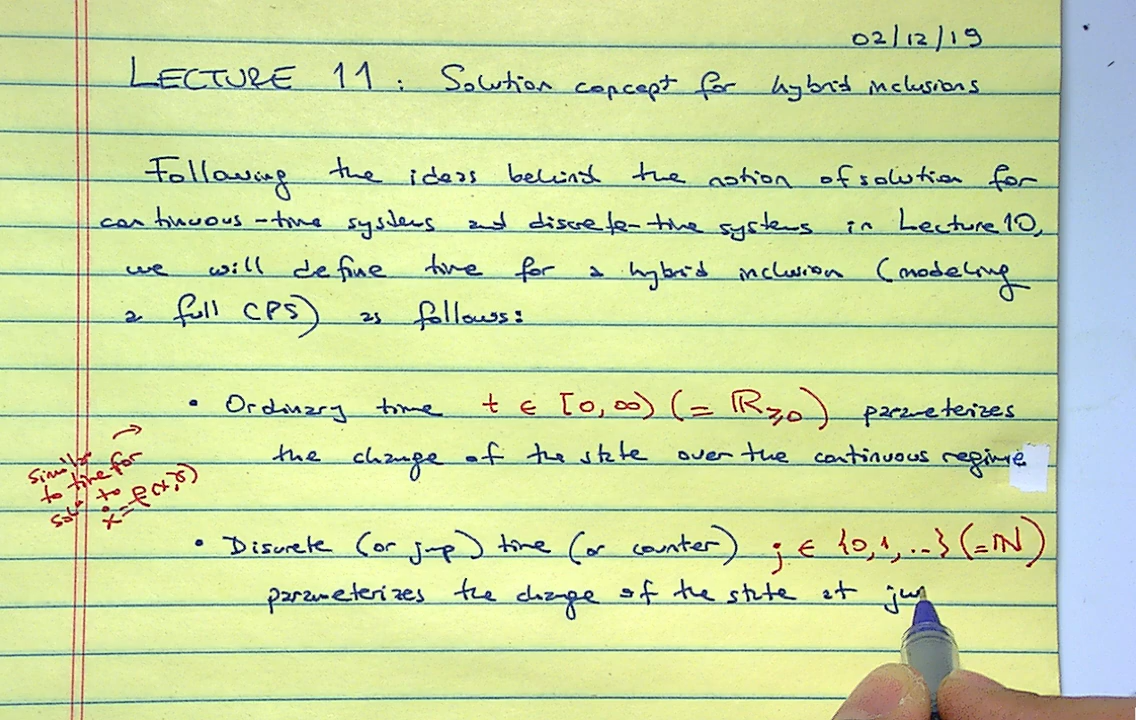 02/12/19
LECTURE 11: Solution concept for hybrid inclusions
Following the ideas behind the notion of solution for
continuous-time systems and discrete-time systems in Lecture 10,
we will define time for a hybrid inclusion (modeling
a full CPS) as follows:
• Ordinary time t ∈ [0,∞) (= ℝ≥0) parameterizes
the change of the state over the continuous regime
similar
to time for
sol. to
ẋ = f(x,γ)
• Discrete (or jump) time (or counter) j ∈ {0,1,...} (=ℕ)
parameterizes the change of the state at jum